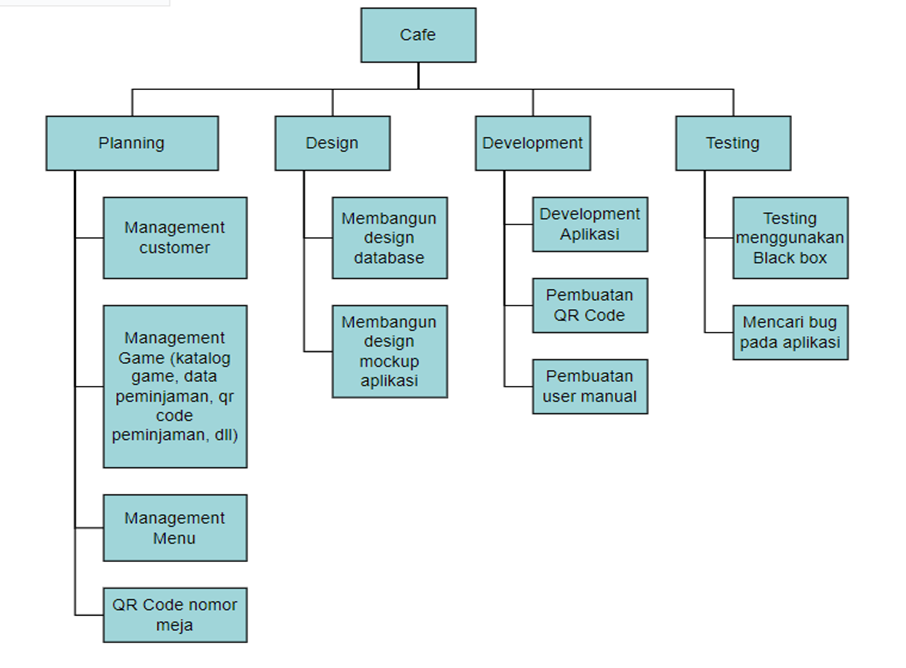 Cafe
Planning
Design
Development
Testing
Management
customer
Management
Game (katalog
game, data
peminjaman, qr
code
peminjaman, dll)
Management
Menu
QR Code nomor
meja
Membangun
design
database
Membangun
design
mockup
aplikasi
Development
Aplikasi
Pembuatan
QR Code
Pembuatan
user manual
Testing
menggunakan
Black box
Mencari bug
pada aplikasi